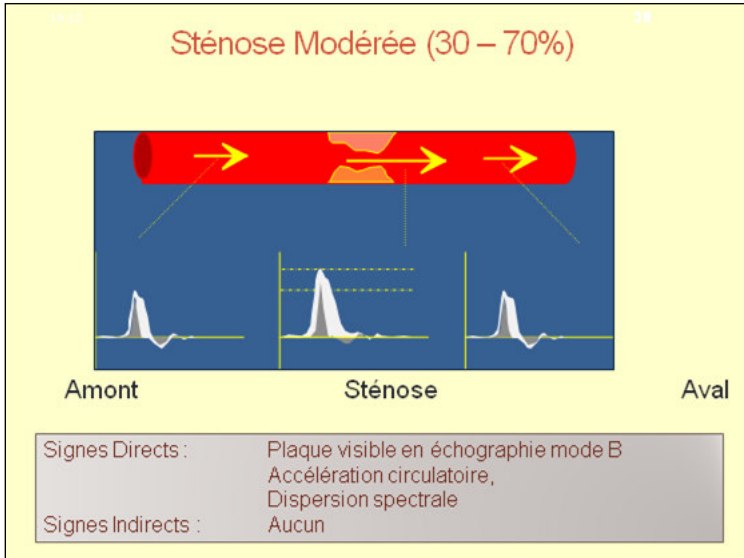 Sténose Modérée (30 – 70%)
Amont Sténose Aval
Signes Directs : Plaque visible en échographie mode B
Accélération circulatoire,
Dispersion spectrale
Signes Indirects : Aucun